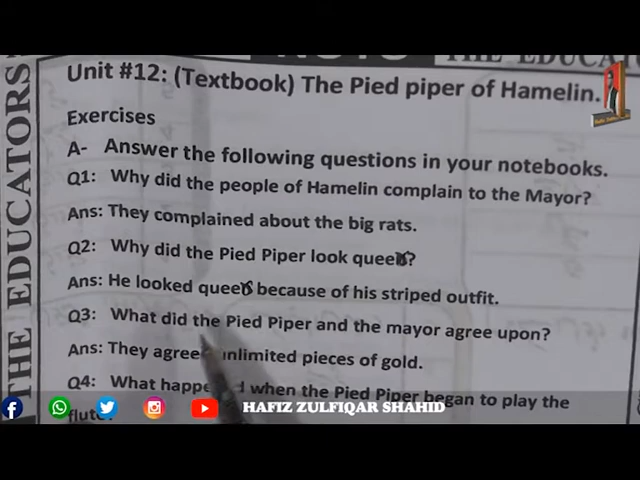 THE EDUCATORS
Unit #12: (Textbook) The Pied piper of Hamelin.
Exercises
A- Answer the following questions in your notebooks.
Q1: Why did the people of Hamelin complain to the Mayor?
Ans: They complained about the big rats.
Q2: Why did the Pied Piper look queer?
Ans: He looked queer because of his striped outfit.
Q3: What did the Pied Piper and the mayor agree upon?
Ans: They agree unlimited pieces of gold.
Q4: What happe d when the Pied Piper began to play the
flute
HAFIZ ZULFIQAR SHAHID